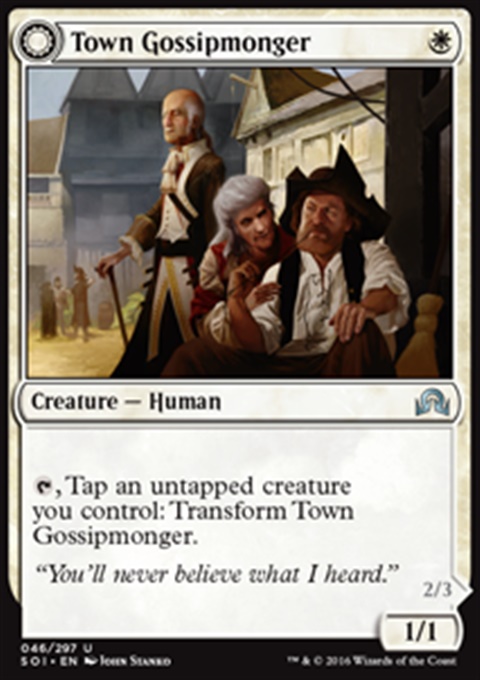 Town Gossipmonger
Creature — Human
, Tap an untapped creature
you control: Transform Town
Gossipmonger.
“You’ll never believe what I heard.”
2/3
1/1
046/297 U
SOI • EN John Stanko
™ & © 2016 Wizards of the Coast